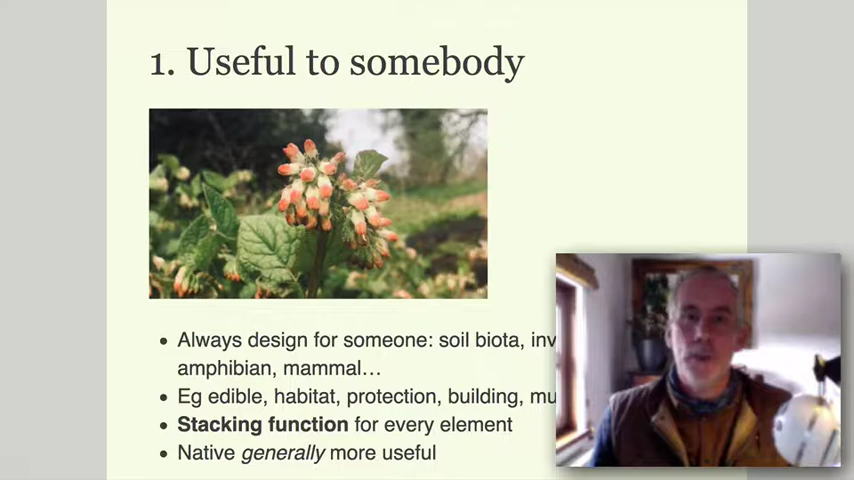 1. Useful to somebody
Always design for someone: soil biota,
amphibian, mammal...
Eg edible, habitat, protection, building,
Stacking function for every element
Native generally more useful